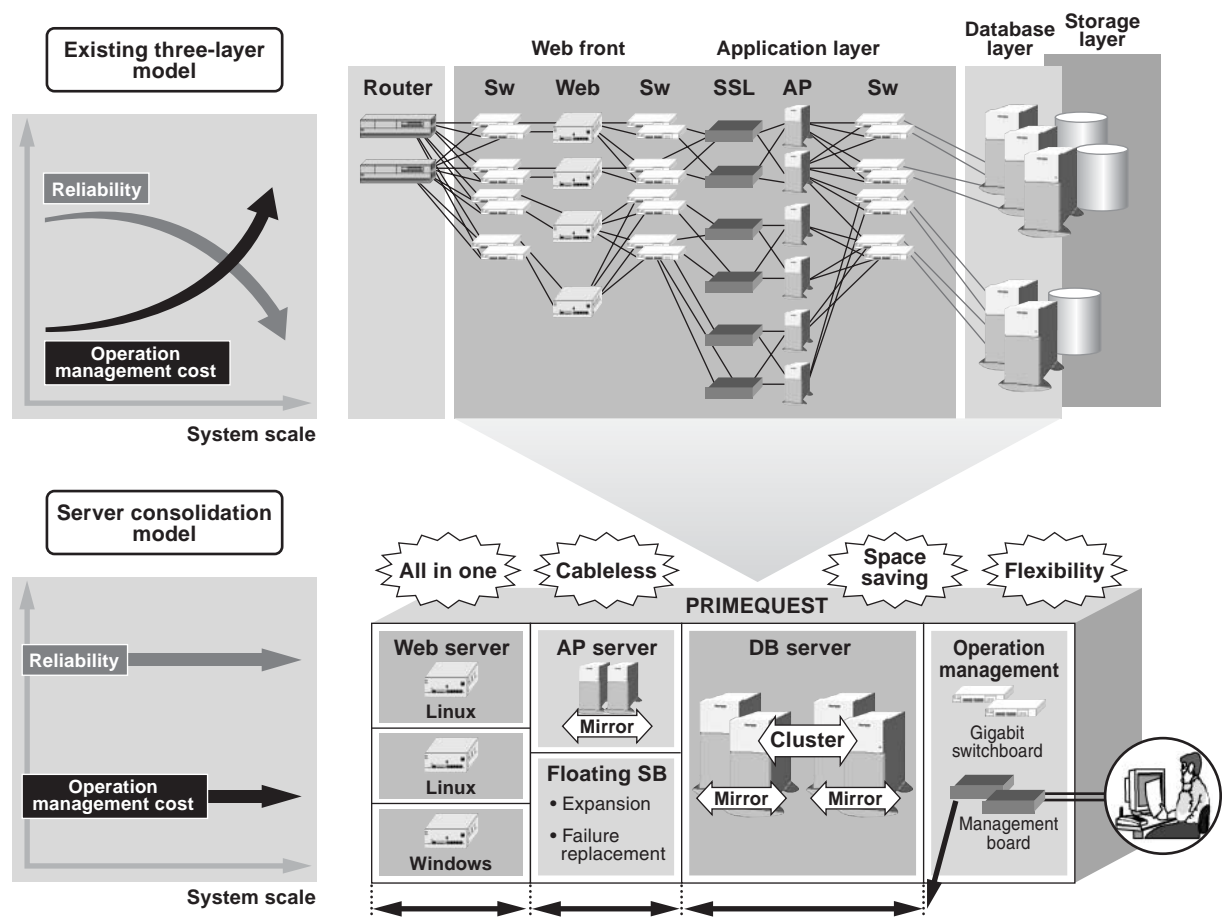 Existing three-layer
model
Reliability
Operation
management cost
System scale
Web front
Application layer
Database
layer
Storage
layer
Router
Sw
Web
Sw
SSL
AP
Sw
Server consolidation
model
Reliability
Operation
management cost
System scale
All in one
Cableless
Space
saving
Flexibility
PRIMEQUEST
Web server
Linux
Linux
Windows
AP server
Mirror
Floating SB
• Expansion
• Failure
replacement
DB server
Cluster
Mirror
Mirror
Operation
management
Gigabit
switchboard
Management
board